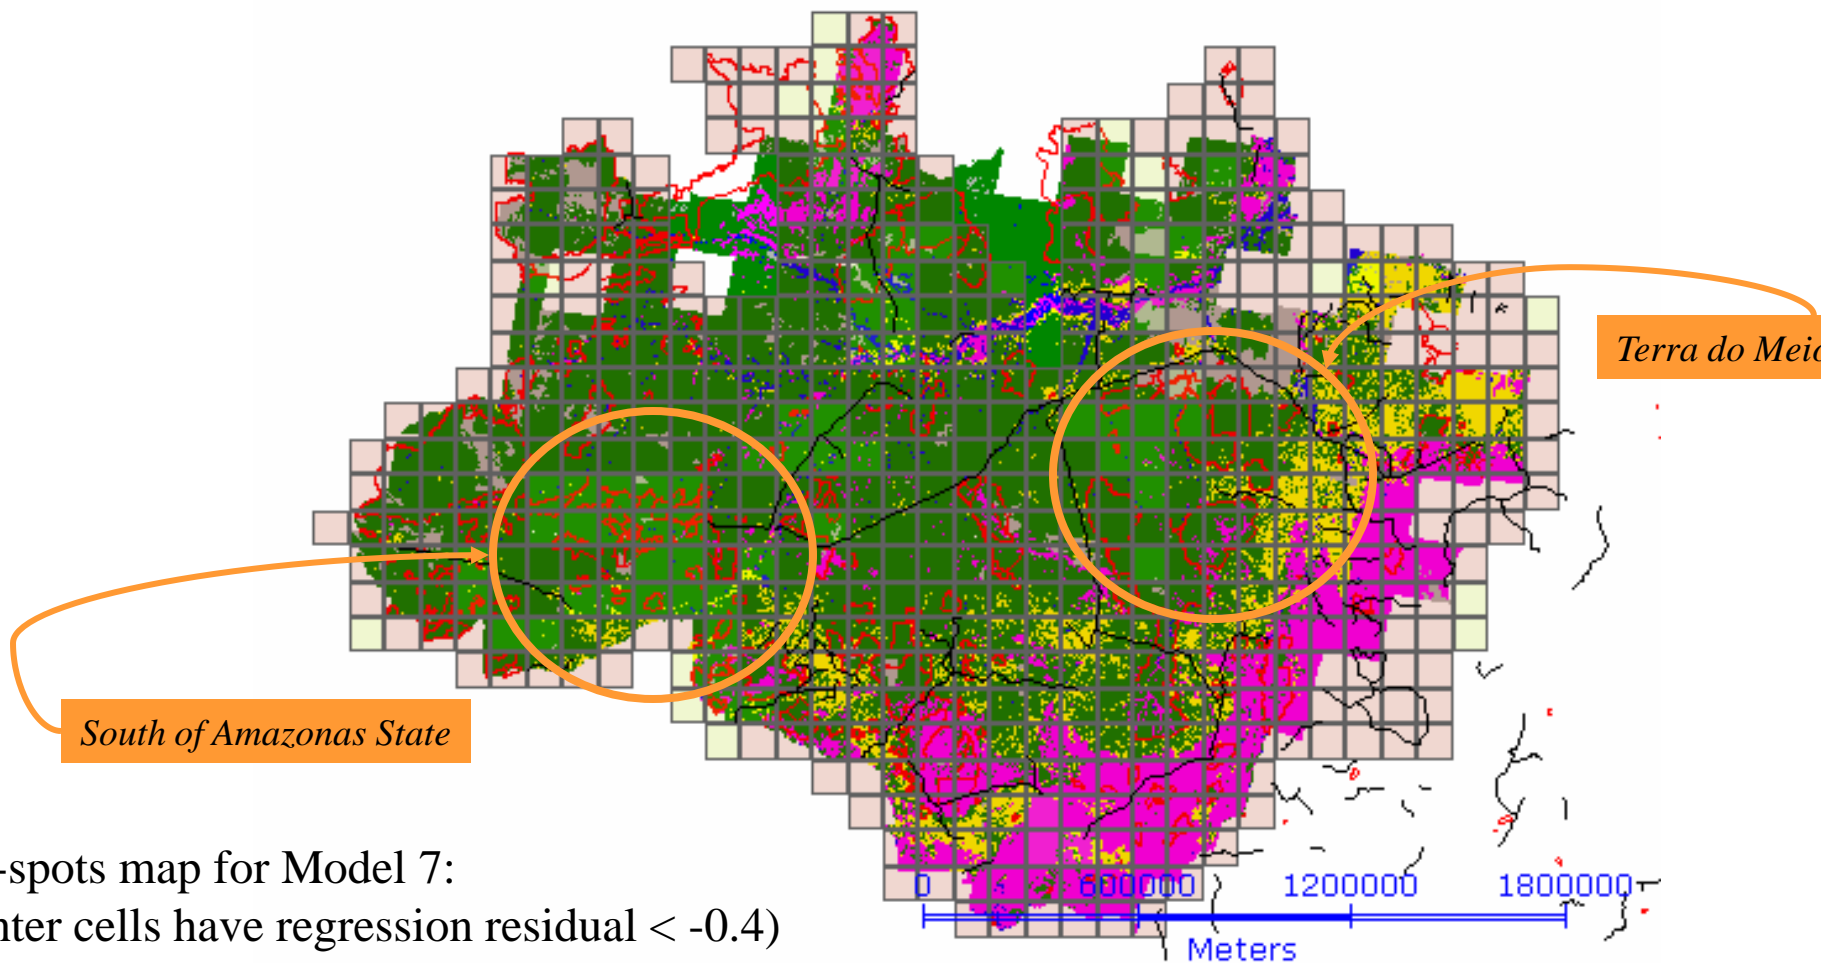 Terra do Meio
South of Amazonas State
-spots map for Model 7:
nter cells have regression residual < -0.4)
0 600000 1200000 1800000
Meters